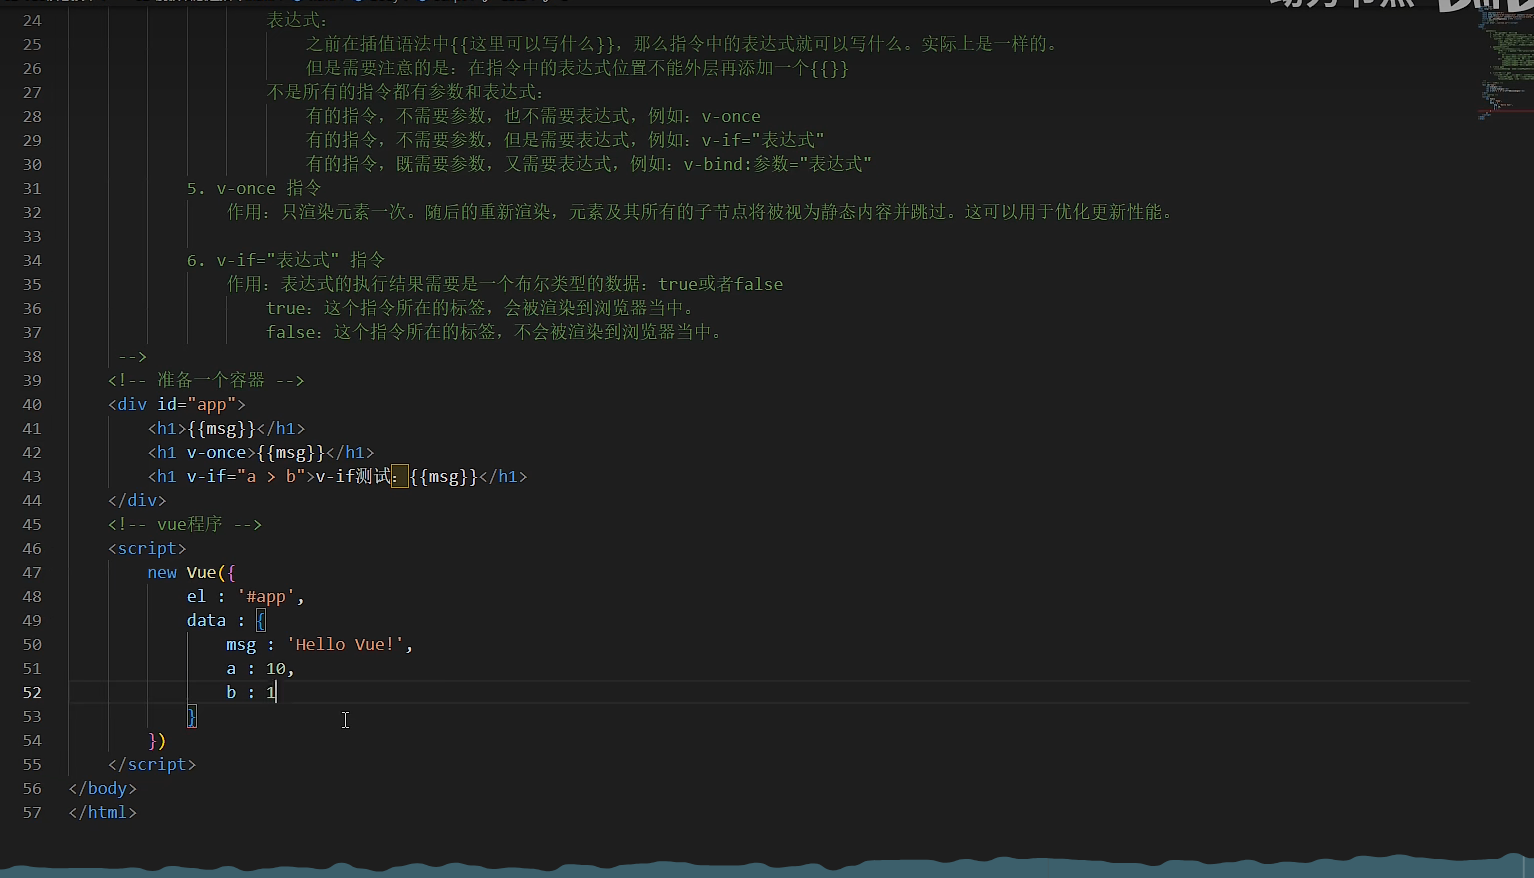 动力节点
24 表达式：
25 之前在插值语法中{{这里可以写什么}}，那么指令中的表达式就可以写什么。实际上是一样的。
26 但是需要注意的是：在指令中的表达式位置不能外层再添加一个{{}}
27 不是所有的指令都有参数和表达式：
28 有的指令，不需要参数，也不需要表达式，例如：v-once
29 有的指令，不需要参数，但是需要表达式，例如：v-if="表达式"
30 有的指令，既需要参数，又需要表达式，例如：v-bind:参数="表达式"
31 5. v-once 指令
32 作用：只渲染元素一次。随后的重新渲染，元素及其所有的子节点将被视为静态内容并跳过。这可以用于优化更新性能。
33
34 6. v-if="表达式" 指令
35 作用：表达式的执行结果需要是一个布尔类型的数据：true或者false
36 true：这个指令所在的标签，会被渲染到浏览器当中。
37 false：这个指令所在的标签，不会被渲染到浏览器当中。
38 -->
39 <!-- 准备一个容器 -->
40 <div id="app">
41 <h1>{{msg}}</h1>
42 <h1 v-once>{{msg}}</h1>
43 <h1 v-if="a > b">v-if测试：{{msg}}</h1>
44 </div>
45 <!-- vue程序 -->
46 <script>
47 new Vue({
48 el : '#app',
49 data : {
50 msg : 'Hello Vue!',
51 a : 10,
52 b : 1
53 }
54 })
55 </script>
56 </body>
57 </html>